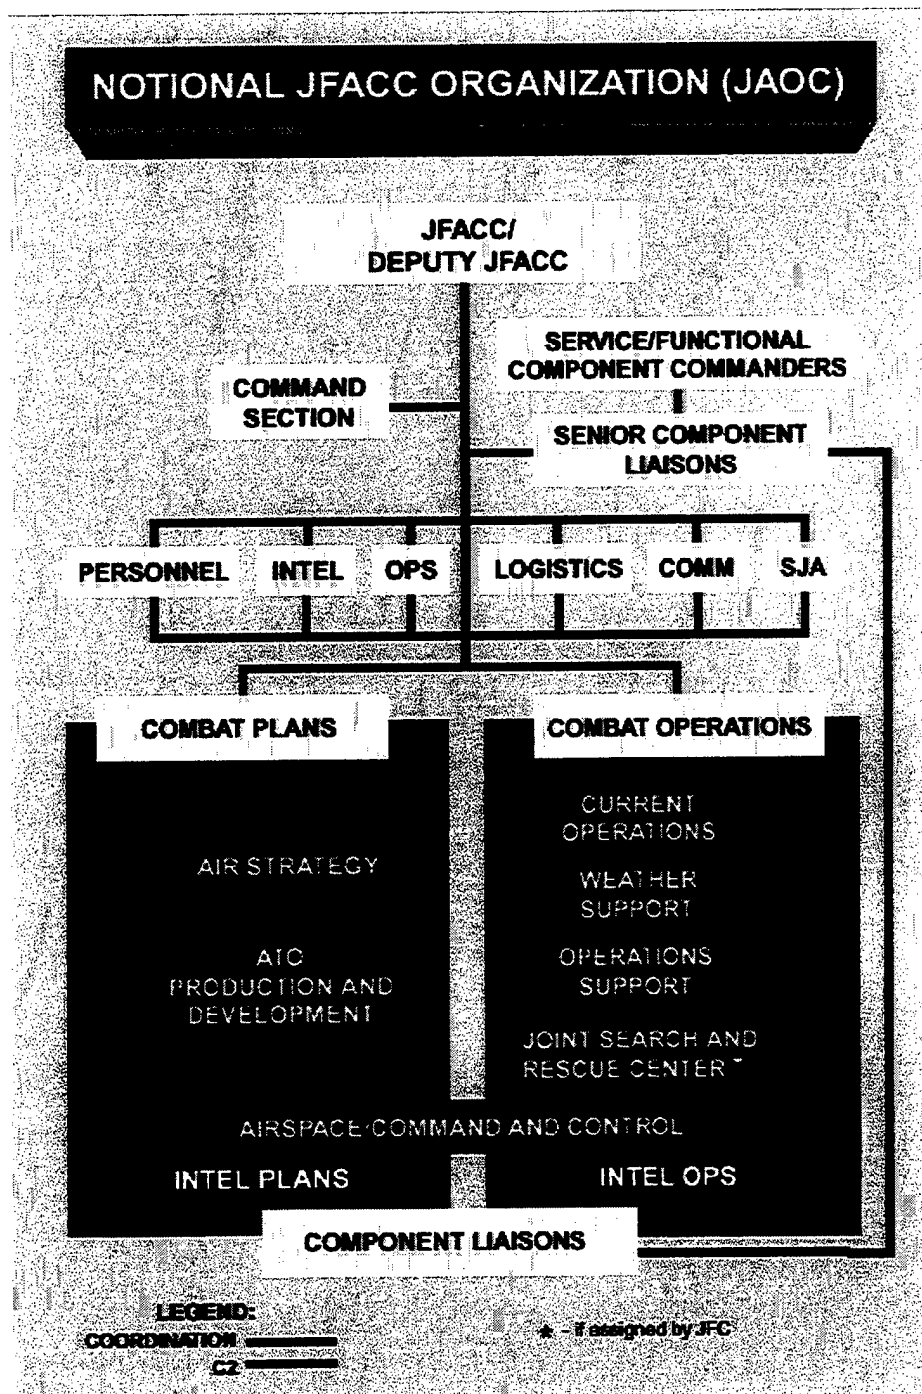 NOTIONAL JFACC ORGANIZATION (JAOC)
JFACC/
DEPUTY JFACC
SERVICE/FUNCTIONAL
COMPONENT COMMANDERS
COMMAND
SECTION
SENIOR COMPONENT
LIAISONS
PERSONNEL
INTEL
OPS
LOGISTICS
COMM
SJA
COMBAT PLANS
AIR STRATEGY
ATO
PRODUCTION AND
DEVELOPMENT
COMBAT OPERATIONS
CURRENT
OPERATIONS
WEATHER
SUPPORT
OPERATIONS
SUPPORT
JOINT SEARCH AND
RESCUE CENTER *
AIRSPACE COMMAND AND CONTROL
INTEL PLANS
INTEL OPS
COMPONENT LIAISONS
LEGEND:
COORDINATION
C2
* - if assigned by JFC